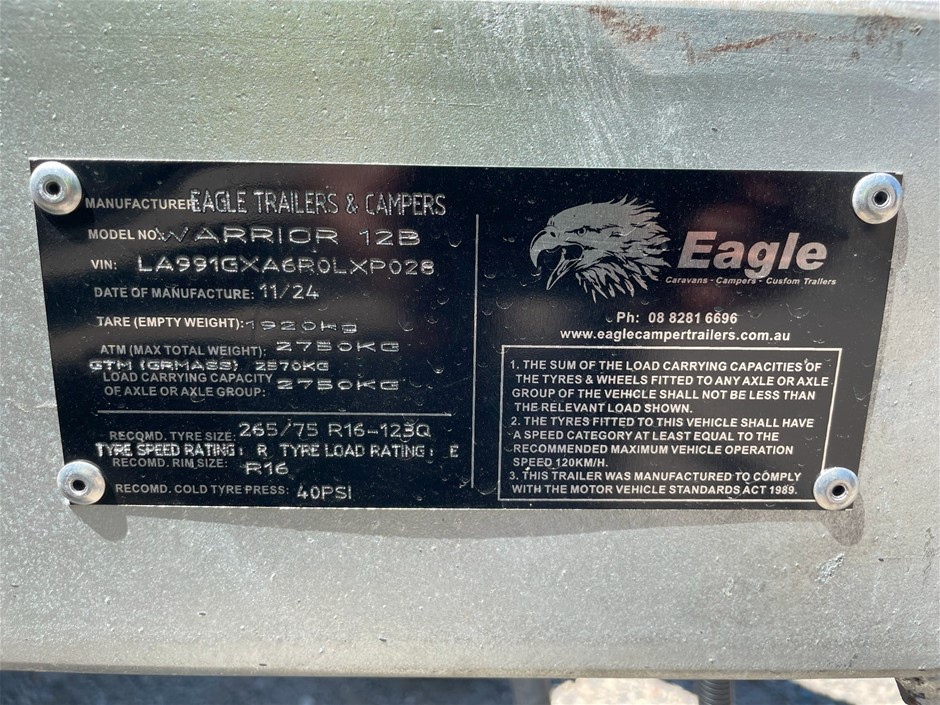 MANUFACTURER: EAGLE TRAILERS & CAMPERS
MODEL NO: WARRIOR 12B
VIN: LA991GXA6R0LXP028
DATE OF MANUFACTURE: 11/24
TARE (EMPTY WEIGHT): 1920KG
ATM (MAX TOTAL WEIGHT): 2750KG
GTM (GRMASS) 2570KG
LOAD CARRYING CAPACITY
OF AXLE OR AXLE GROUP: 2750KG
RECOMD. TYRE SIZE: 265/75 R16-123Q
TYRE SPEED RATING: R TYRE LOAD RATING: E
RECOMD. RIM SIZE: R16
RECOMD. COLD TYRE PRESS: 40PSI
Eagle
Caravans - Campers - Custom Trailers
Ph: 08 8281 6696
www.eaglecampertrailers.com.au
1. THE SUM OF THE LOAD CARRYING CAPACITIES OF
THE TYRES & WHEELS FITTED TO ANY AXLE OR AXLE
GROUP OF THE VEHICLE SHALL NOT BE LESS THAN
THE RELEVANT LOAD SHOWN.
2. THE TYRES FITTED TO THIS VEHICLE SHALL HAVE
A SPEED CATEGORY AT LEAST EQUAL TO THE
RECOMMENDED MAXIMUM VEHICLE OPERATION
SPEED 120KM/H.
3. THIS TRAILER WAS MANUFACTURED TO COMPLY
WITH THE MOTOR VEHICLE STANDARDS ACT 1989.